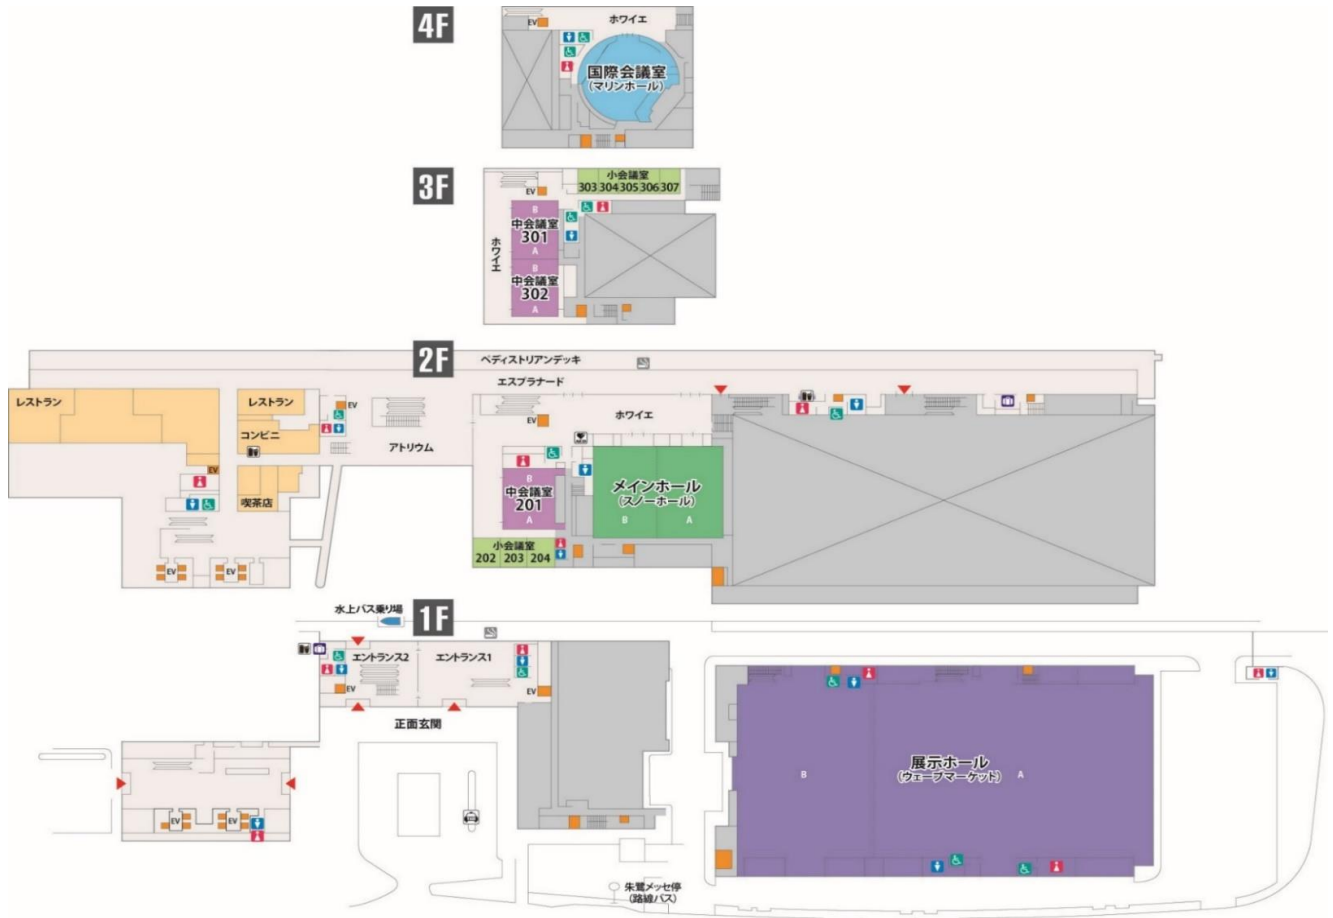 4F
ホワイエ
EV
国際会議室
(マリンホール)
3F
小会議室
303 304 305 306 307
EV
B
中会議室
301
A
ホワイエ
B
中会議室
302
A
2F
ペディストリアンデッキ
エスプラナード
レストラン
レストラン
EV
コンビニ
アトリウム
EV
ホワイエ
EV
喫茶店
B
中会議室
201
A
メインホール
(スノーホール)
B
A
小会議室
202 203 204
EV
EV
1F
水上バス乗り場
エントランス2
エントランス1
EV
EV
正面玄関
展示ホール
(ウェーブマーケット)
B
A
EV
EV
朱鷺メッセ停
(路線バス)